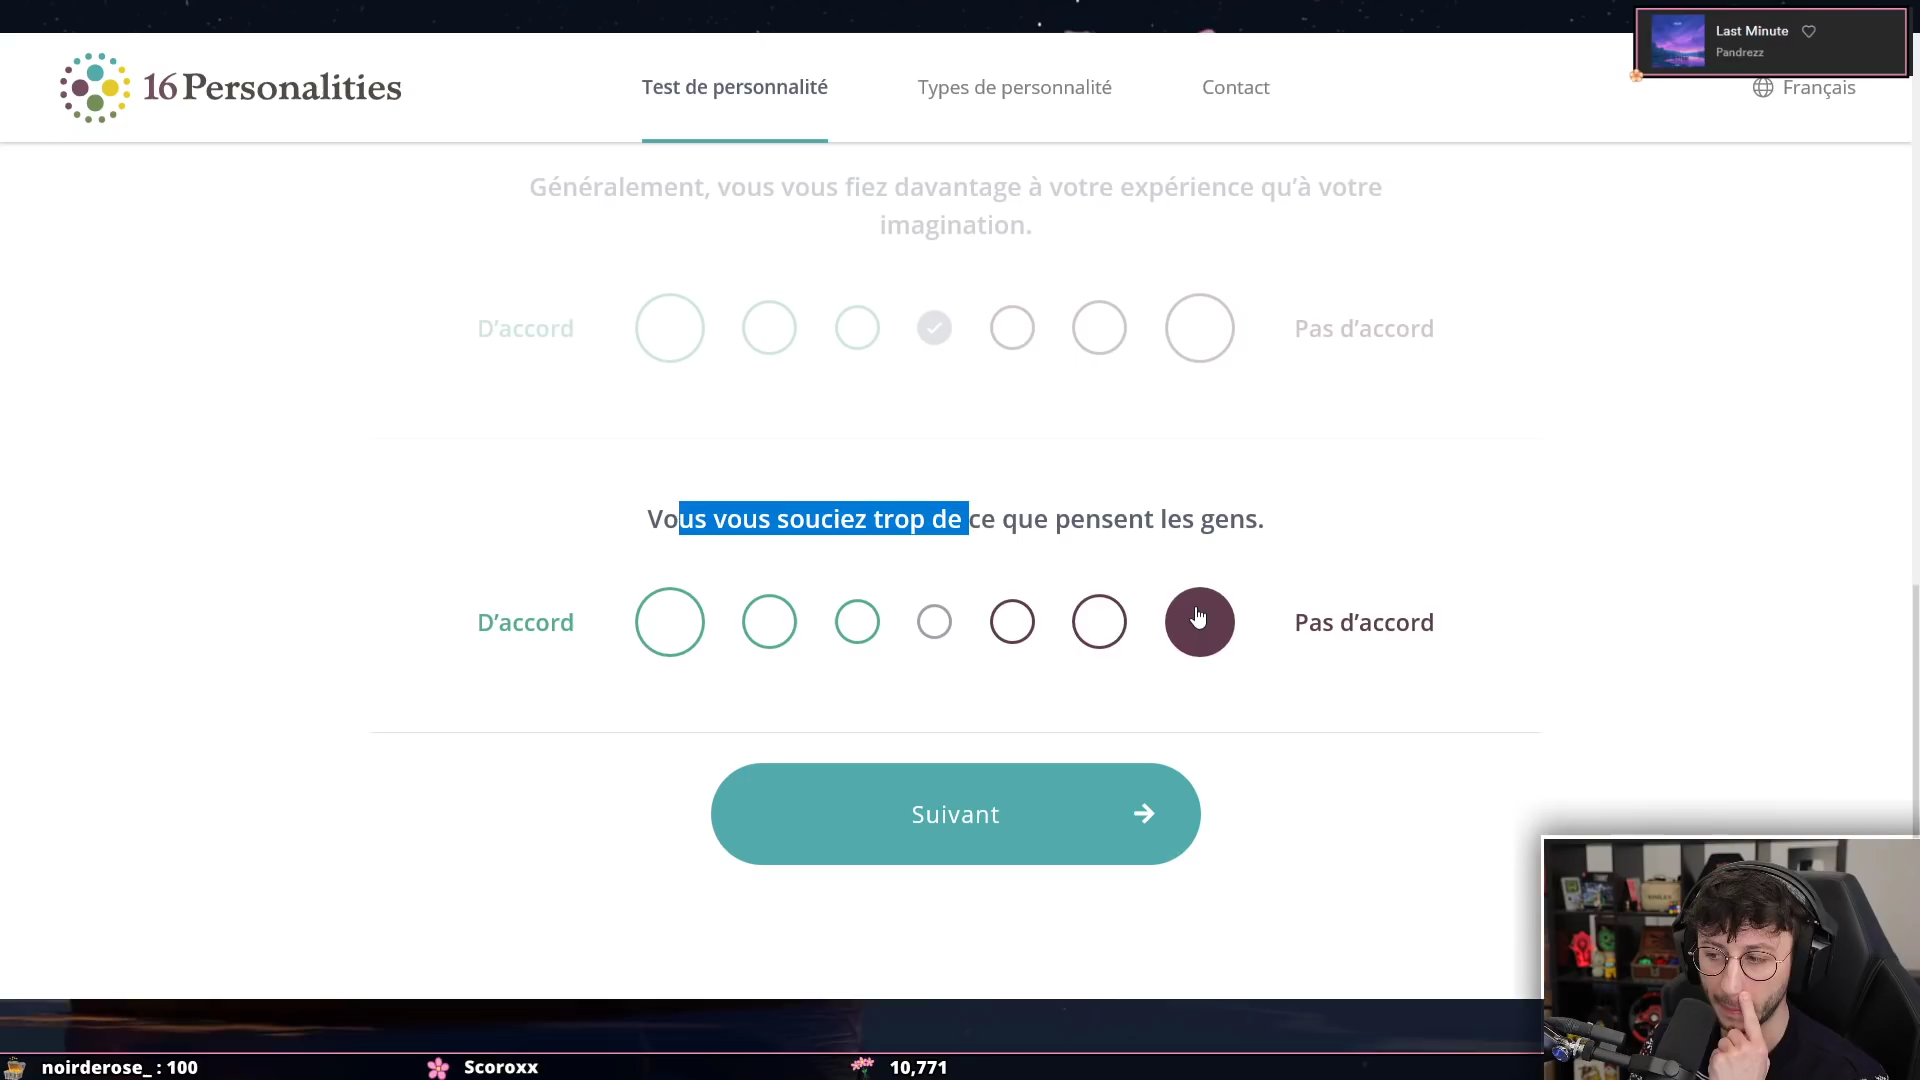 16Personalities
Test de personnalité
Types de personnalité
Contact
Français
Last Minute
Pandrezz
Généralement, vous vous fiez davantage à votre expérience qu'à votre
imagination.
D'accord
Pas d'accord
Vous vous souciez trop de ce que pensent les gens.
D'accord
Pas d'accord
Suivant
noirderose_ : 100
Scoroxx
10,771